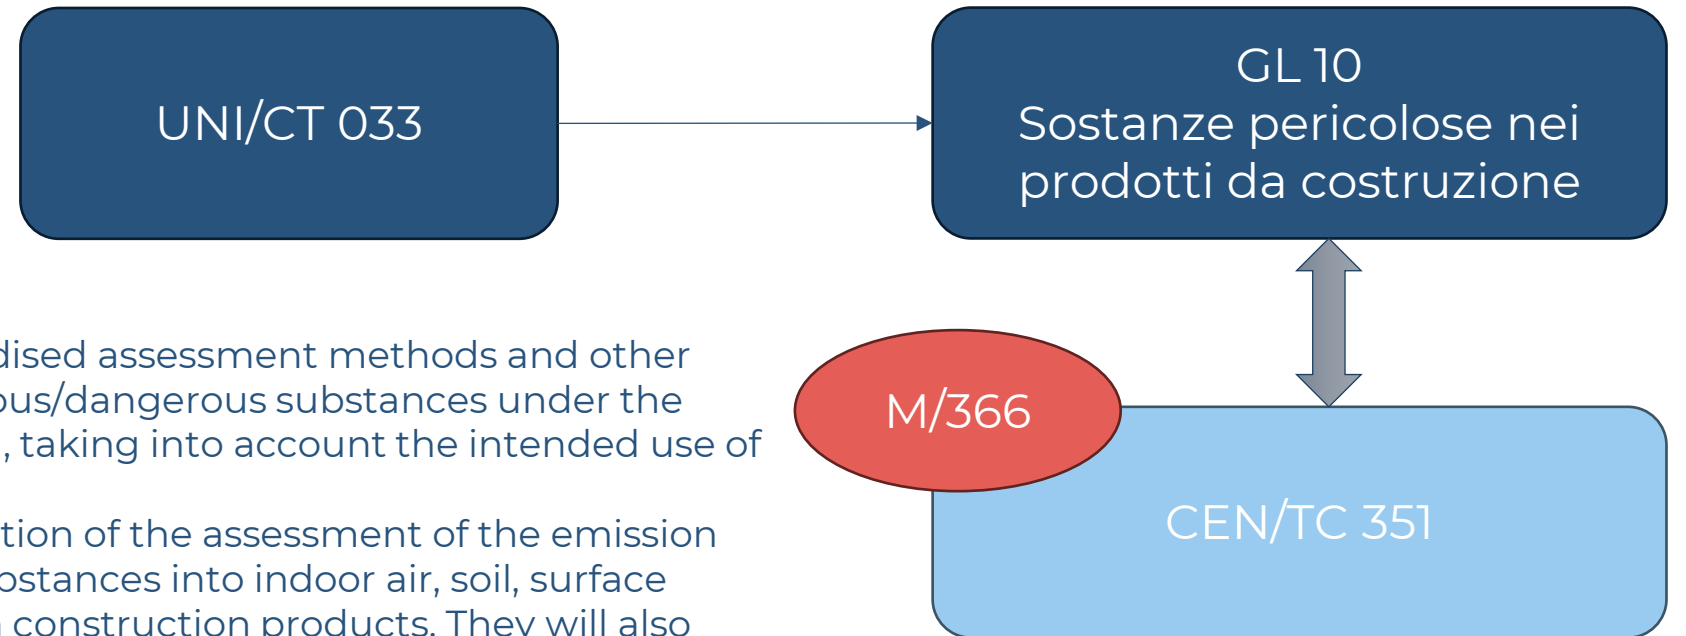 UNI/CT 033
GL 10
Sostanze pericolose nei
prodotti da costruzione
dised assessment methods and other
ous/dangerous substances under the
, taking into account the intended use of
M/366
CEN/TC 351
tion of the assessment of the emission
bstances into indoor air, soil, surface
construction products. They will also